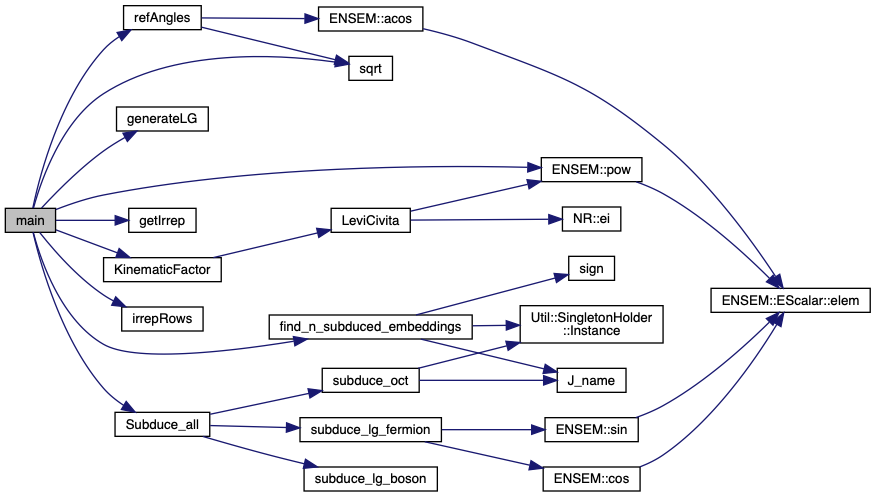 refAngles
ENSEM::acos
sqrt
generateLG
ENSEM::pow
main
getIrrep
LeviCivita
NR::ei
KinematicFactor
sign
ENSEM::EScalar::elem
irrepRows
find_n_subduced_embeddings
Util::SingletonHolder
::Instance
subduce_oct
J_name
Subduce_all
subduce_lg_fermion
ENSEM::sin
subduce_lg_boson
ENSEM::cos